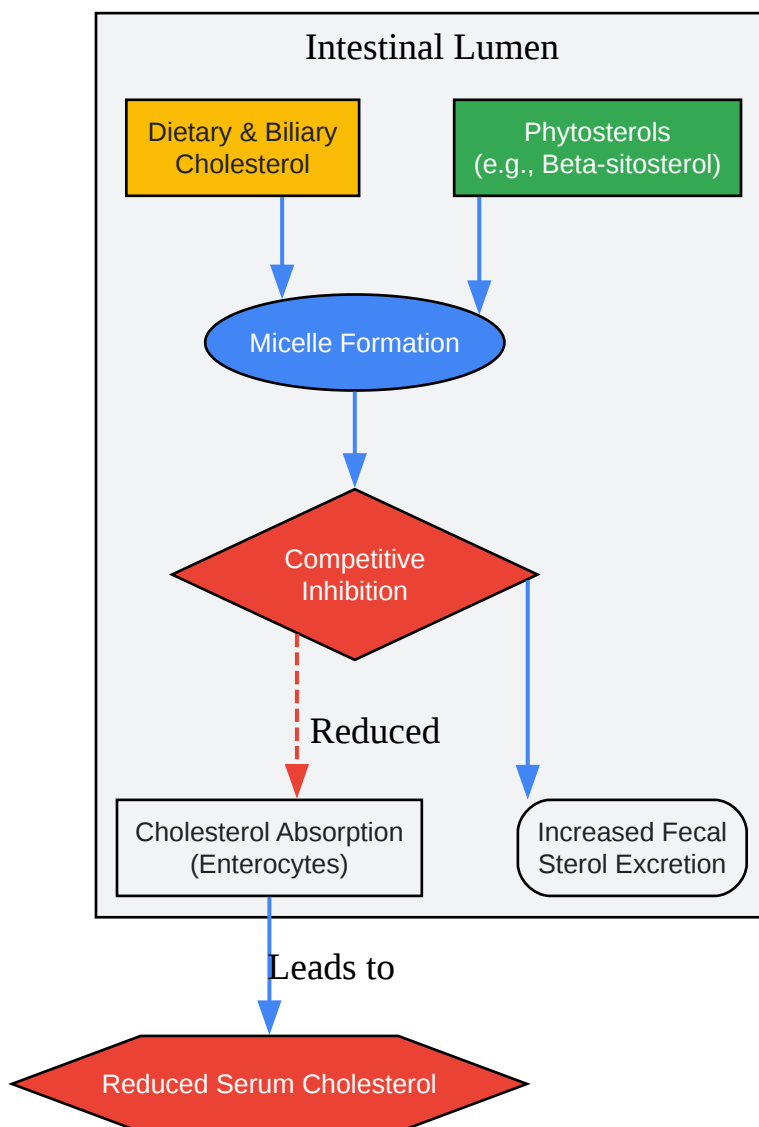 Intestinal Lumen
Dietary & Biliary
Cholesterol
Phytosterols
(e.g., Beta-sitosterol)
Micelle Formation
Competitive
Inhibition
Reduced
Cholesterol Absorption
(Enterocytes)
Increased Fecal
Sterol Excretion
Leads to
Reduced Serum Cholesterol